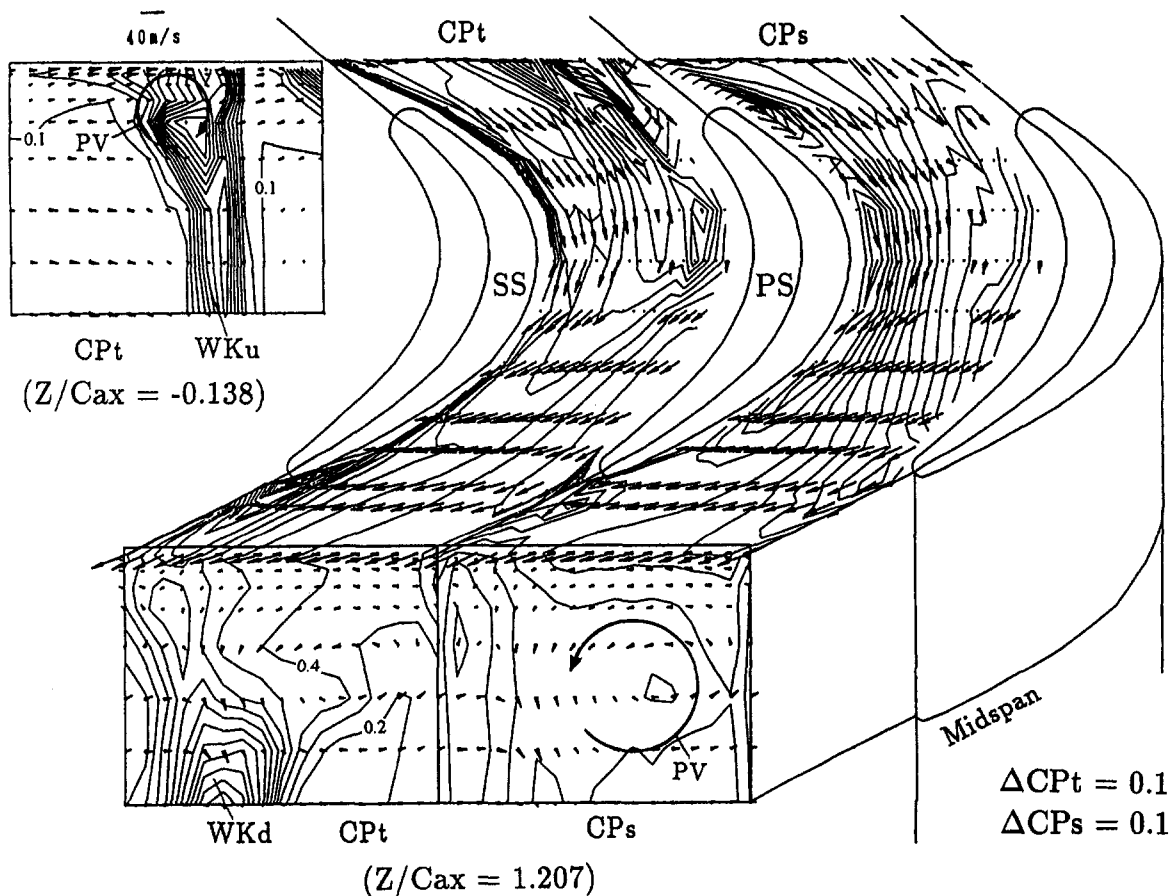 40m/s
CPt
CPs
0.1
PV
0.1
SS
PS
CPt
WKu
(Z/Cax = -0.138)
0.4
0.2
PV
Midspan
WKd
CPt
CPs
(Z/Cax = 1.207)
ΔCPt = 0.1
ΔCPs = 0.1